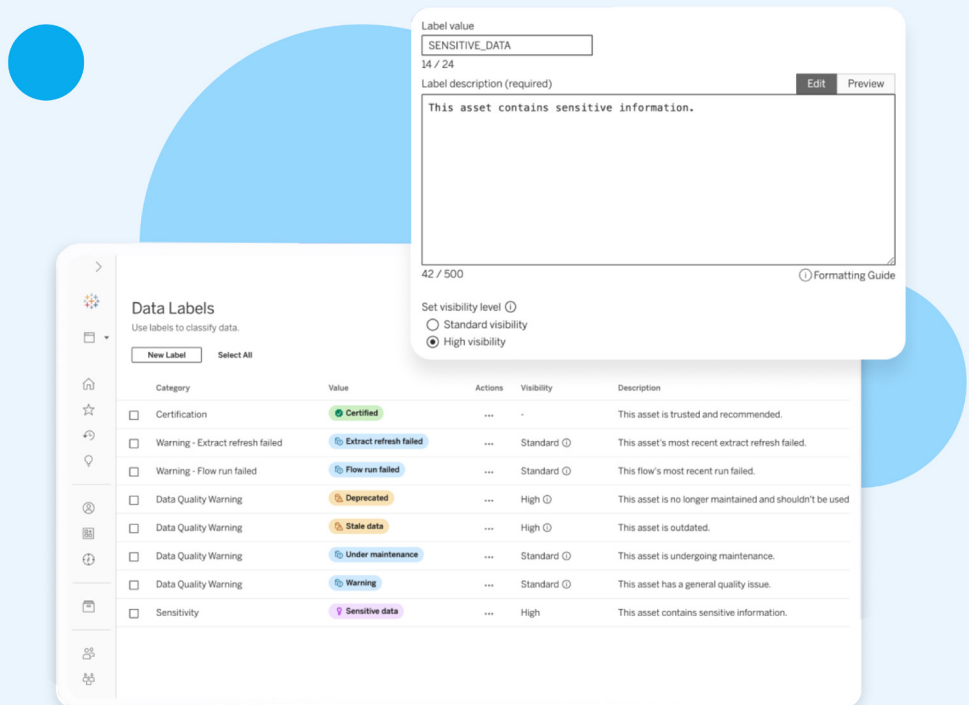 Label value
SENSITIVE_DATA
14 / 24
Label description (required)
Edit Preview
This asset contains sensitive information.
42 / 500
Formatting Guide
Set visibility level
Standard visibility
High visibility
Data Labels
Use labels to classify data.
New Label Select All
Category Value Actions Visibility Description
Certification Certified ... - This asset is trusted and recommended.
Warning - Extract refresh failed Extract refresh failed ... Standard This asset's most recent extract refresh failed.
Warning - Flow run failed Flow run failed ... Standard This flow's most recent run failed.
Data Quality Warning Deprecated ... High This asset is no longer maintained and shouldn't be used
Data Quality Warning Stale data ... High This asset is outdated.
Data Quality Warning Under maintenance ... Standard This asset is undergoing maintenance.
Data Quality Warning Warning ... Standard This asset has a general quality issue.
Sensitivity Sensitive data ... High This asset contains sensitive information.